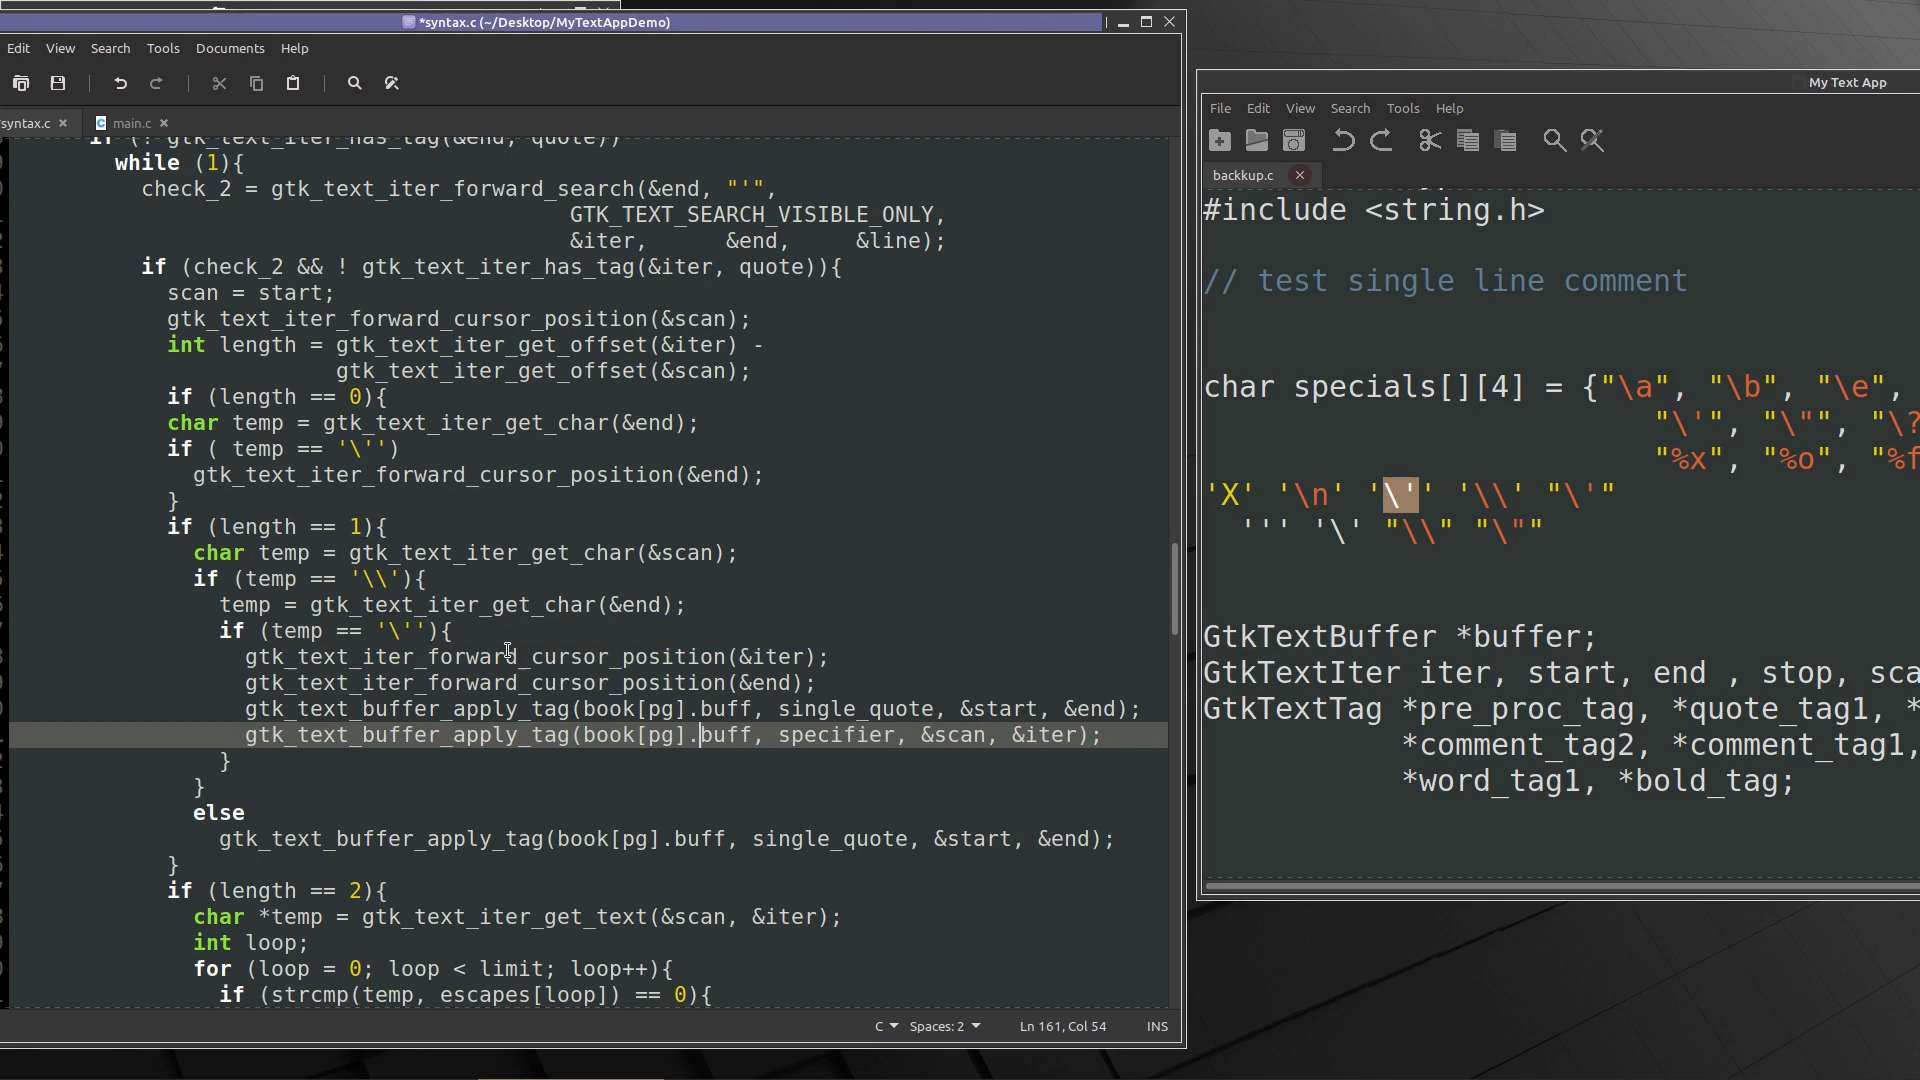 *syntax.c (~/Desktop/MyTextAppDemo)
Edit View Search Tools Documents Help
syntax.c
main.c
if (! gtk_text_iter_has_tag(&end, quote))
while (1){
check_2 = gtk_text_iter_forward_search(&end, "'",
GTK_TEXT_SEARCH_VISIBLE_ONLY,
&iter, &end, &line);
if (check_2 && ! gtk_text_iter_has_tag(&iter, quote)){
scan = start;
gtk_text_iter_forward_cursor_position(&scan);
int length = gtk_text_iter_get_offset(&iter) -
gtk_text_iter_get_offset(&scan);
if (length == 0){
char temp = gtk_text_iter_get_char(&end);
if ( temp == '\'')
gtk_text_iter_forward_cursor_position(&end);
}
if (length == 1){
char temp = gtk_text_iter_get_char(&scan);
if (temp == '\\'){
temp = gtk_text_iter_get_char(&end);
if (temp == '\''){
gtk_text_iter_forward_cursor_position(&iter);
gtk_text_iter_forward_cursor_position(&end);
gtk_text_buffer_apply_tag(book[pg].buff, single_quote, &start, &end);
gtk_text_buffer_apply_tag(book[pg].buff, specifier, &scan, &iter);
}
}
else
gtk_text_buffer_apply_tag(book[pg].buff, single_quote, &start, &end);
}
if (length == 2){
char *temp = gtk_text_iter_get_text(&scan, &iter);
int loop;
for (loop = 0; loop < limit; loop++){
if (strcmp(temp, escapes[loop]) == 0){
C Spaces: 2 Ln 161, Col 54 INS
My Text App
File Edit View Search Tools Help
backkup.c
#include <string.h>
// test single line comment
char specials[][4] = {"\a", "\b", "\e",
"\'", "\"", "\?
"%x", "%o", "%f
'X' '\n' '\'' '\\' "\'"
''' '\' "\\" "\""
GtkTextBuffer *buffer;
GtkTextIter iter, start, end , stop, sca
GtkTextTag *pre_proc_tag, *quote_tag1, *
*comment_tag2, *comment_tag1,
*word_tag1, *bold_tag;